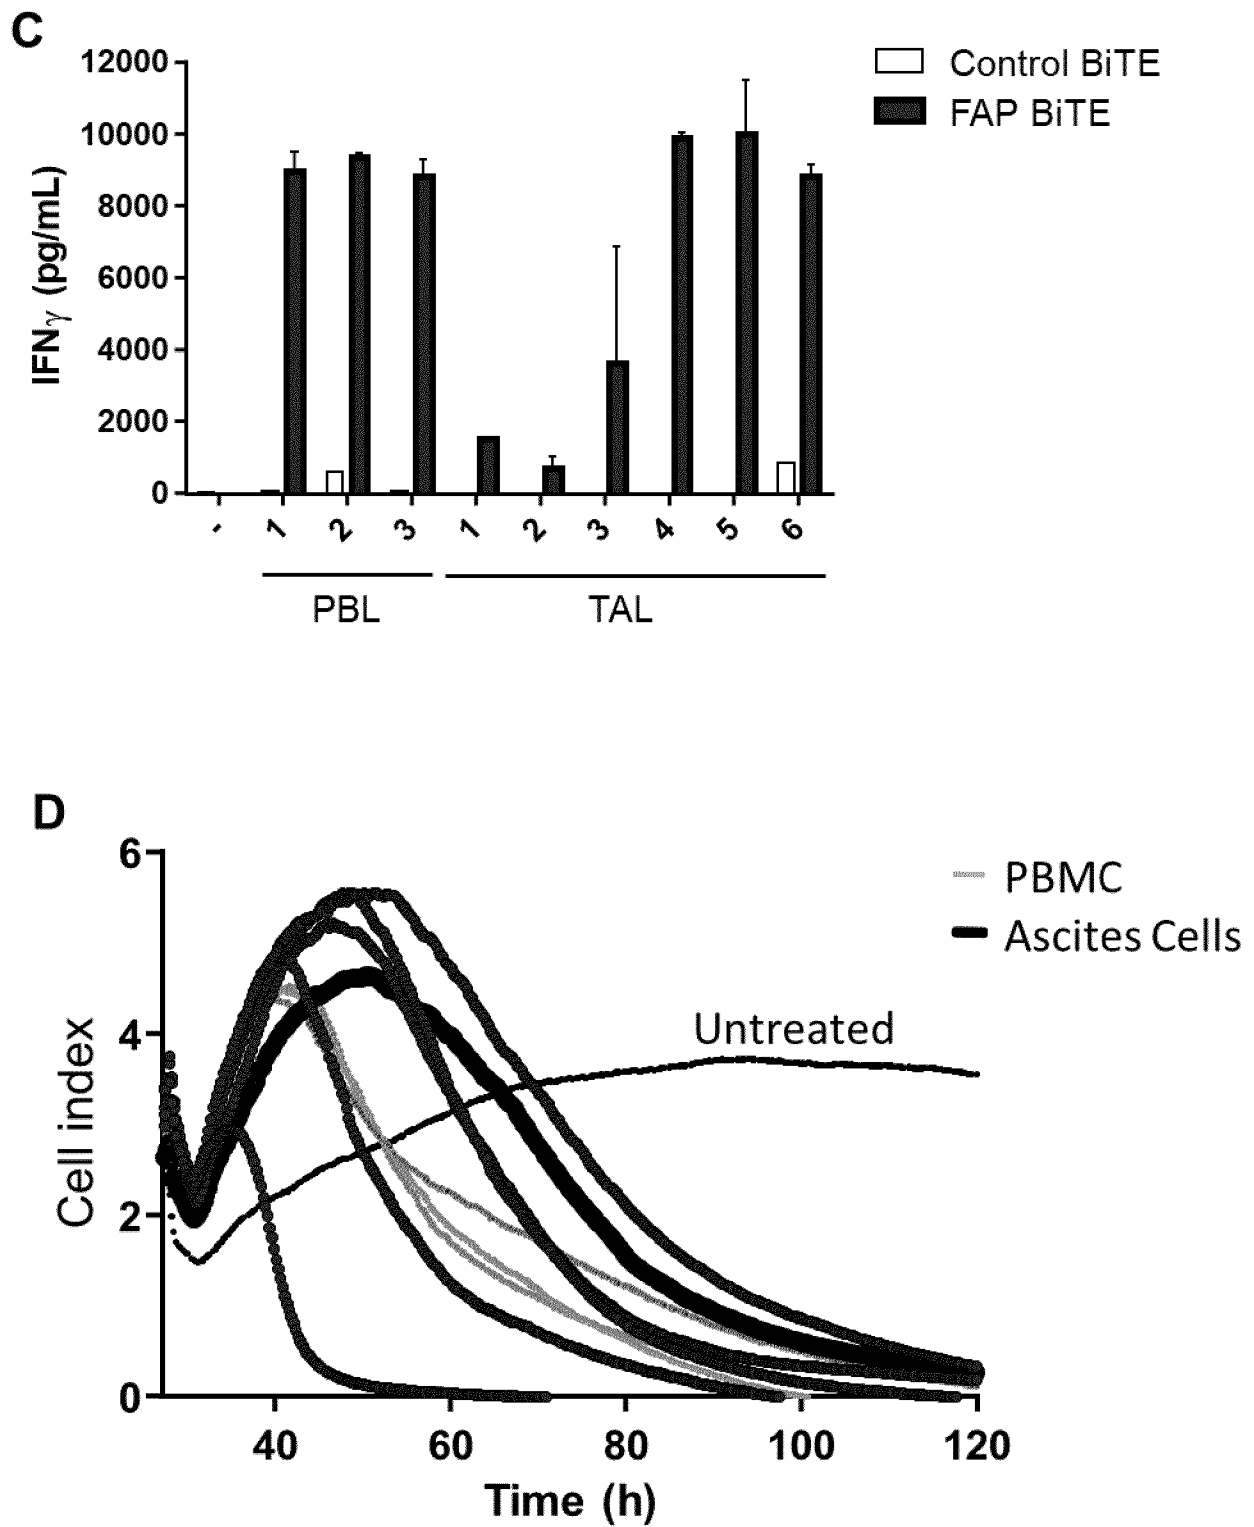 C
Control BiTE
FAP BiTE
IFNγ (pg/mL)
12000
10000
8000
6000
4000
2000
0
- 1 2 3 1 2 3 4 5 6
PBL TAL
D
PBMC
Ascites Cells
Untreated
Cell index
6
4
2
0
40 60 80 100 120
Time (h)